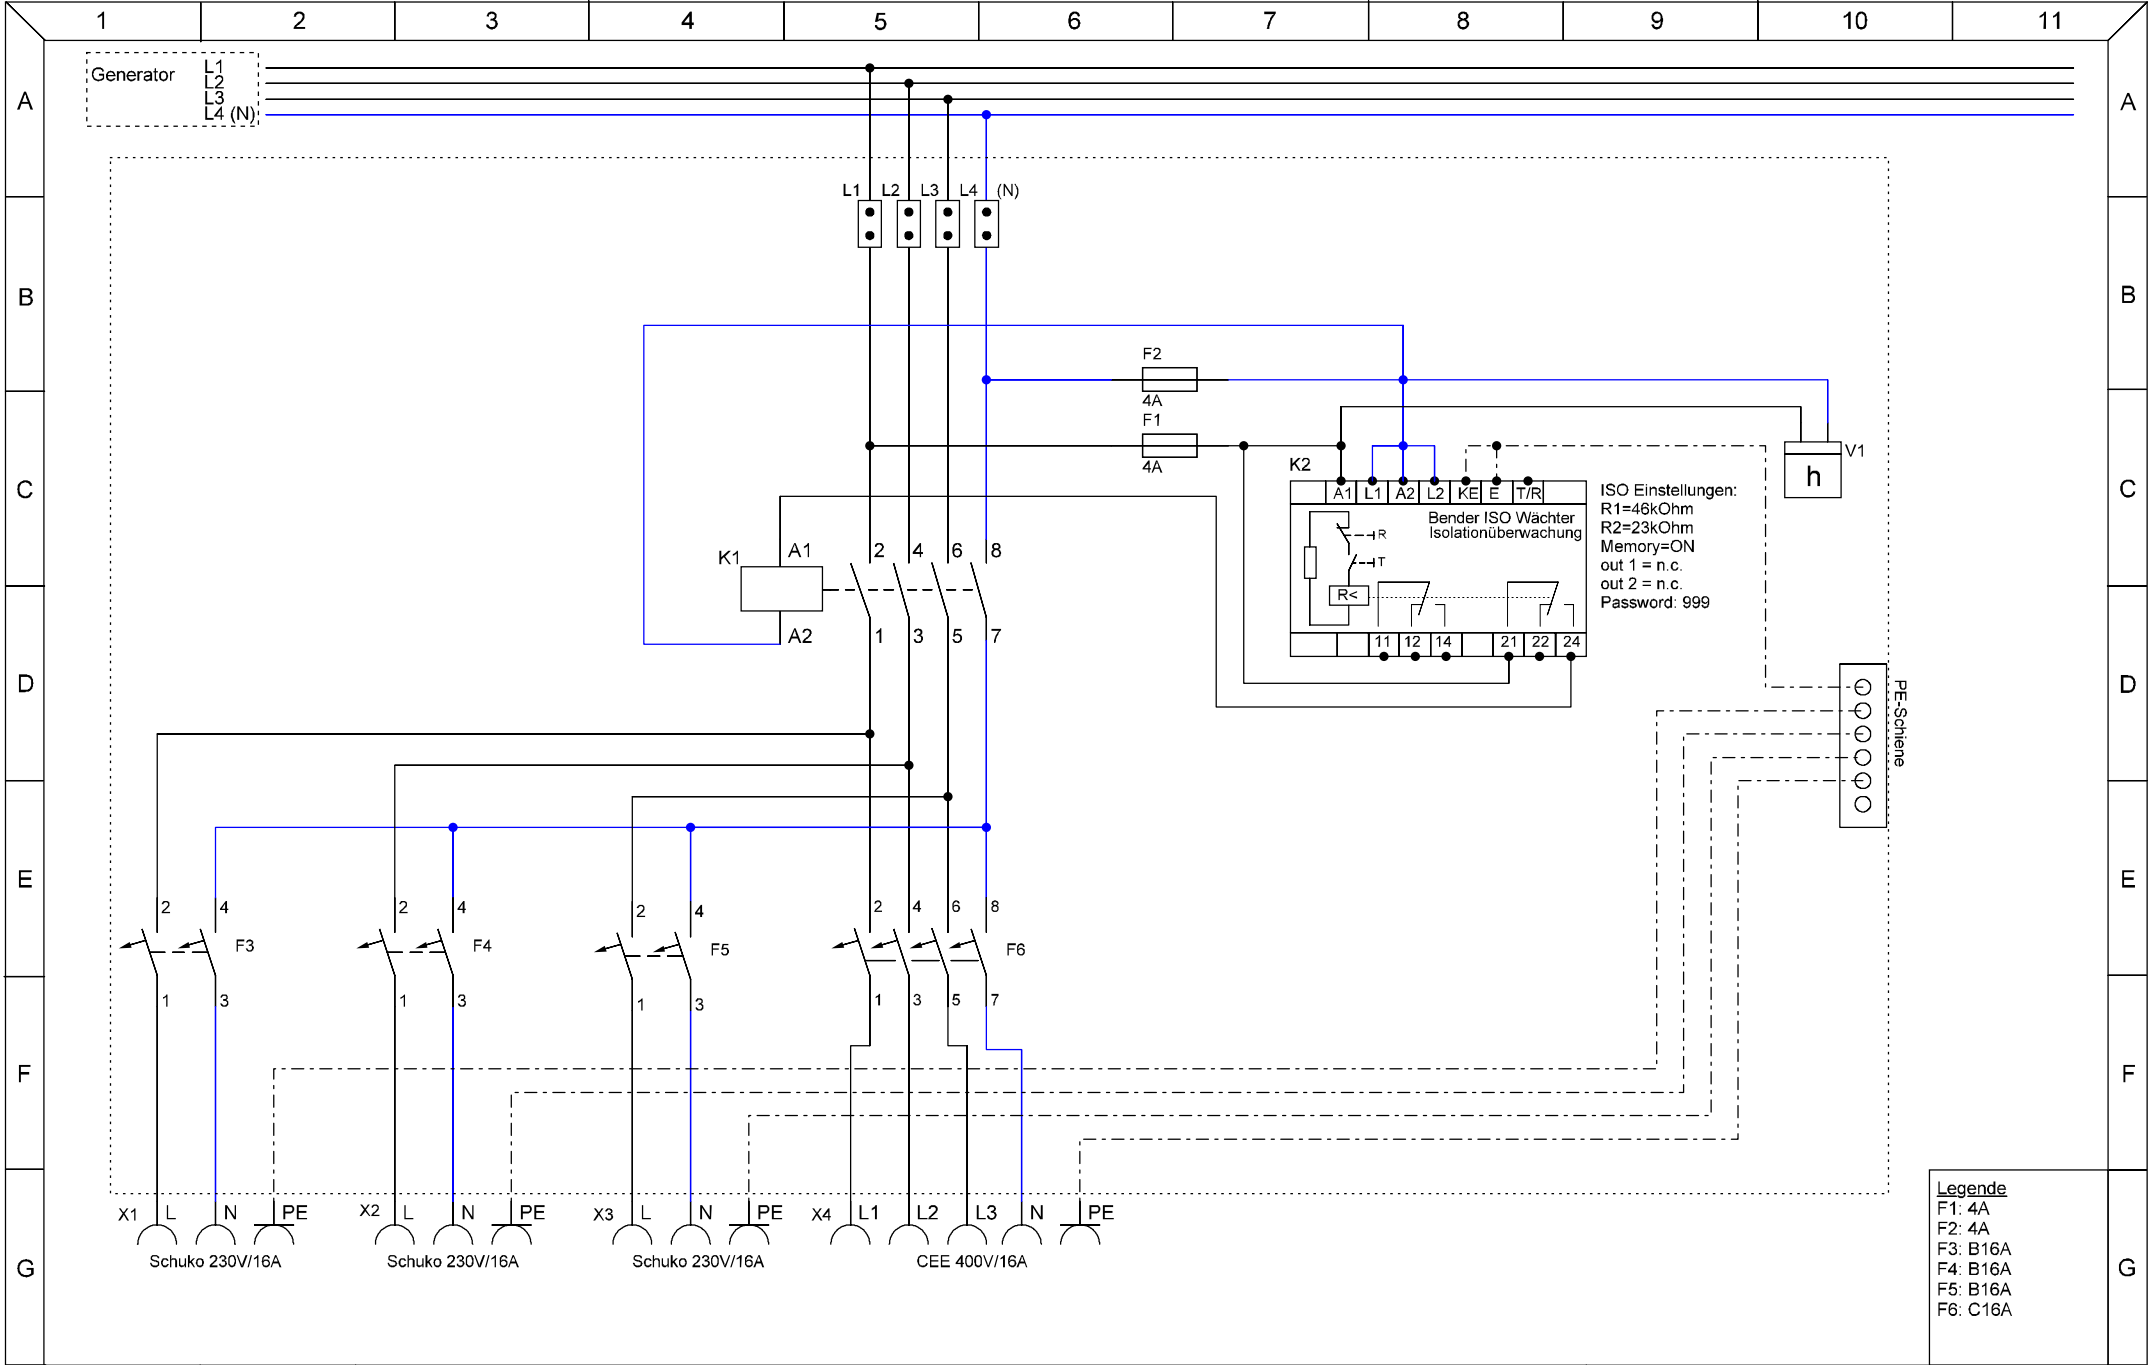 1 2 3 4 5 6 7 8 9 10 11
Generator L1
L2
L3
L4 (N)
A A
L1 L2 L3 L4 (N)
B B
F2
4A
F1
4A
V1
h
K2
A1 L1 A2 L2 KE E T/R
C C
Bender ISO Wächter
Isolationüberwachung
R
T
R<
11 12 14 21 22 24
ISO Einstellungen:
R1=46kOhm
R2=23kOhm
Memory=ON
out 1 = n.c.
out 2 = n.c.
Password: 999
K1 A1 2 4 6 8
A2 1 3 5 7
D D
PE-Schiene
E E
2 4 2 4 2 4 2 4 6 8
F3 F4 F5 F6
1 3 1 3 1 3 1 3 5 7
F F
X1 L N PE X2 L N PE X3 L N PE X4 L1 L2 L3 N PE
Schuko 230V/16A Schuko 230V/16A Schuko 230V/16A CEE 400V/16A
G G
Legende
F1: 4A
F2: 4A
F3: B16A
F4: B16A
F5: B16A
F6: C16A